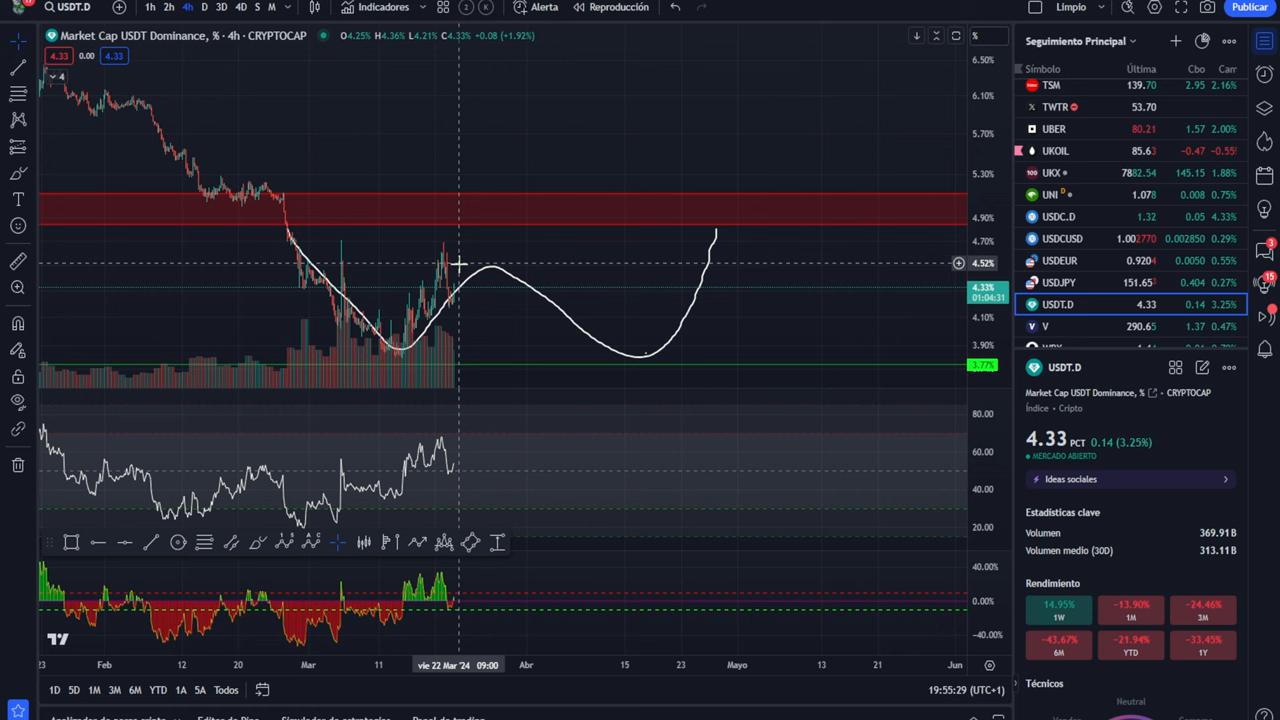 USDT.D
1h 2h 4h D 3D 4D S M
Indicadores
2
K
Alerta
Reproducción
Limpio
Publicar
Market Cap USDT Dominance, % · 4h · CRYPTOCAP
O4.25% H4.36% L4.21% C4.33% +0.08 (+1.92%)
4.33 0.00 4.33
4
%
6.50%
6.10%
5.70%
5.30%
4.90%
4.70%
4.52%
4.33%
01:04:31
4.10%
3.90%
3.77%
80.00
60.00
40.00
20.00
40.00%
0.00%
-40.00%
23 Feb 12 20 Mar 11 vie 22 Mar '24 09:00 Abr 15 23 Mayo 13 21 Jun
1D 5D 1M 3M 6M YTD 1A 5A Todos
19:55:29 (UTC+1)
Seguimiento Principal
Símbolo Última Cbo
TSM 139.70 2.95 2.16%
TWTR 53.70
UBER 80.21 1.57 2.00%
UKOIL 85.63 -0.47
UKX 7882.54 145.15 1.88%
UNI D 1.078 0.008 0.75%
USDC.D 1.32 0.05 4.33%
USDCUSD 1.002770 0.002850 0.29%
USDEUR 0.9204 0.0050 0.55%
USDJPY 151.653 0.404 0.27%
USDT.D 4.33 0.14 3.25%
V 290.65 1.37 0.47%
USDT.D
Market Cap USDT Dominance, % · CRYPTOCAP
Índice · Cripto
4.33 PCT 0.14 (3.25%)
MERCADO ABIERTO
Ideas sociales
Estadísticas clave
Volumen 369.91B
Volumen medio (30D) 313.11B
Rendimiento
14.95% -13.90% -24.46%
1W 1M 3M
-43.67% -21.94% -33.45%
6M YTD 1Y
Técnicos
Neutral
3
15